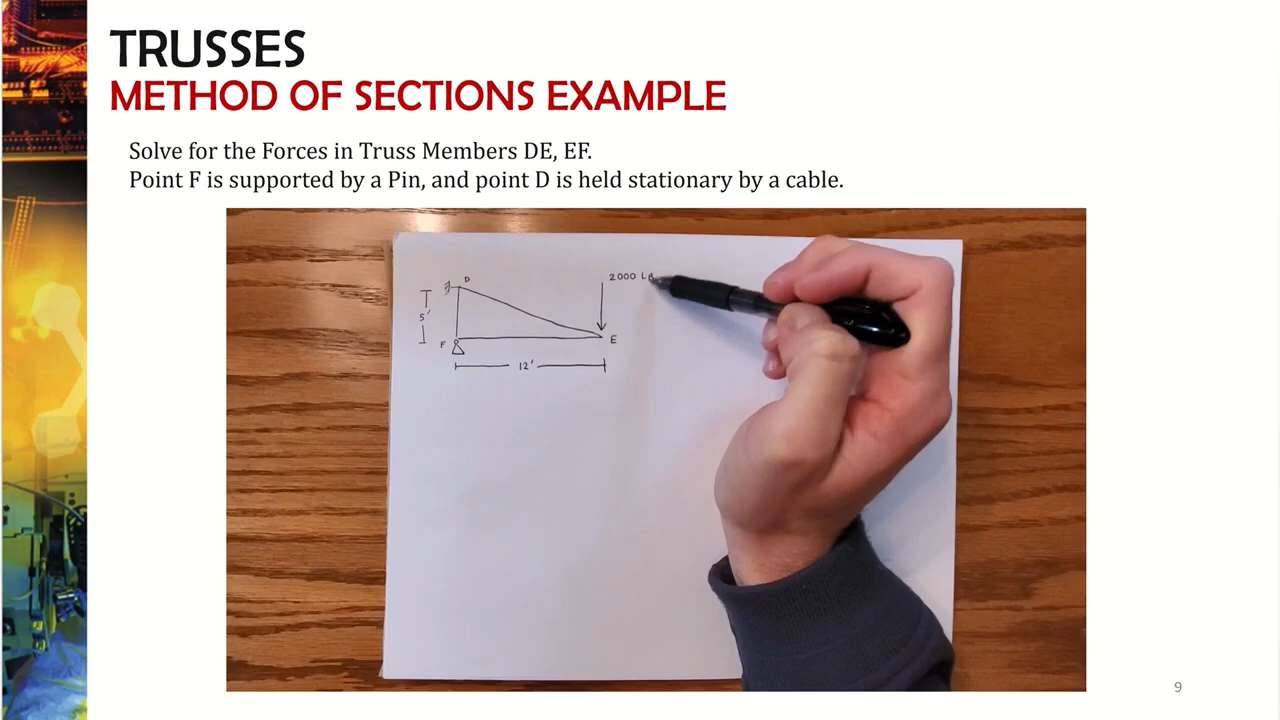 TRUSSES
METHOD OF SECTIONS EXAMPLE
Solve for the Forces in Truss Members DE, EF.
Point F is supported by a Pin, and point D is held stationary by a cable.
D
2000 LB
5'
F
E
12'
9